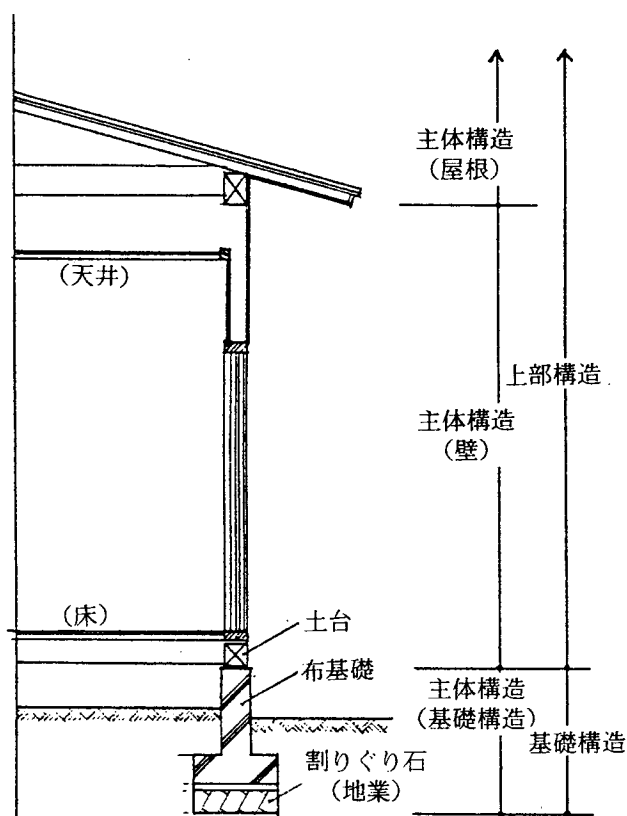 主体構造
(屋根)
(天井)
上部構造
主体構造
(壁)
(床)
土台
布基礎
主体構造
(基礎構造)
基礎構造
割りぐり石
(地業)